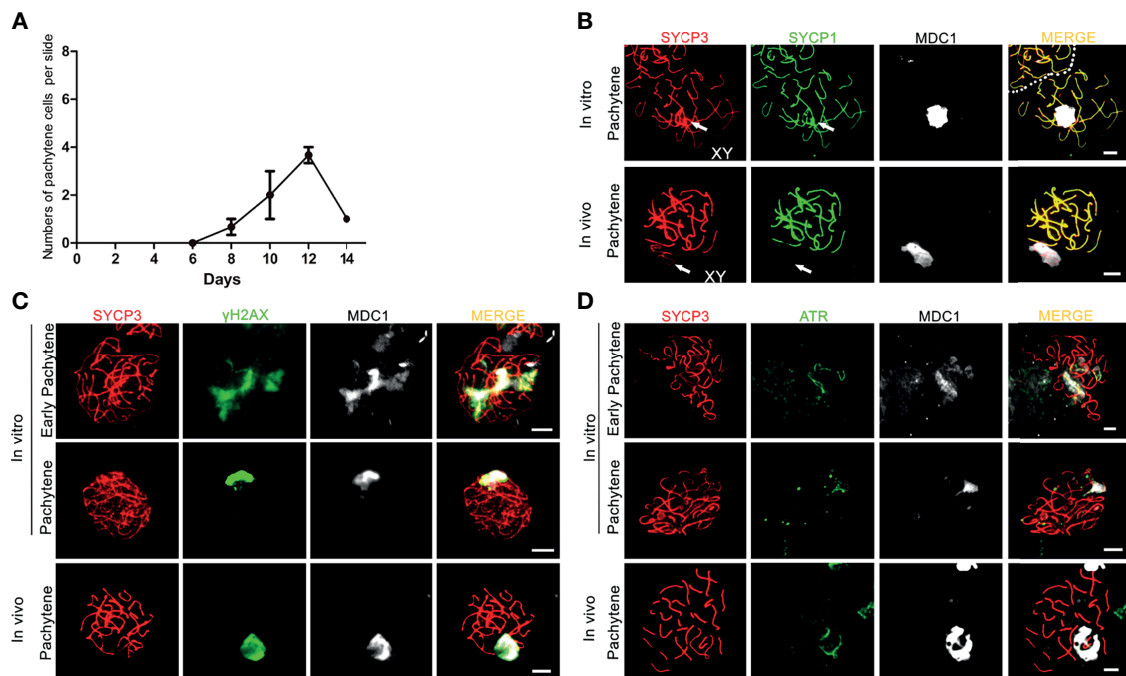 A
Numbers of pachytene cells per slide
8
6
4
2
0
0 2 4 6 8 10 12 14
Days
B
SYCP3 SYCP1 MDC1 MERGE
In vitro
Pachytene
XY
In vivo
Pachytene
XY
C
SYCP3 γH2AX MDC1 MERGE
In vitro
Early Pachytene
Pachytene
In vivo
Pachytene
D
SYCP3 ATR MDC1 MERGE
In vitro
Early Pachytene
Pachytene
In vivo
Pachytene